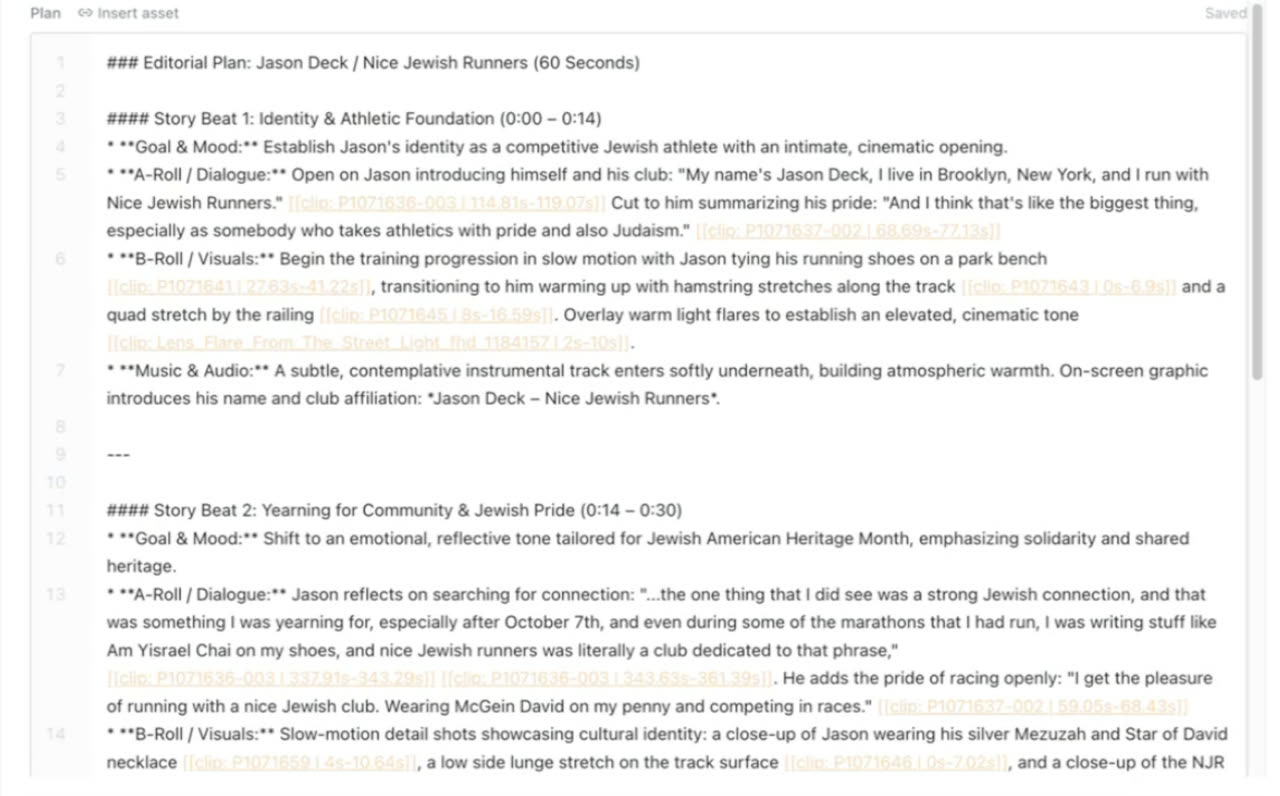 Plan Insert asset Saved
1 ### Editorial Plan: Jason Deck / Nice Jewish Runners (60 Seconds)
2
3 #### Story Beat 1: Identity & Athletic Foundation (0:00 – 0:14)
4 * **Goal & Mood:** Establish Jason's identity as a competitive Jewish athlete with an intimate, cinematic opening.
5 * **A-Roll / Dialogue:** Open on Jason introducing himself and his club: "My name's Jason Deck, I live in Brooklyn, New York, and I run with
Nice Jewish Runners." [[clip: P1071636-003 | 114.81s-119.07s]] Cut to him summarizing his pride: "And I think that's like the biggest thing,
especially as somebody who takes athletics with pride and also Judaism." [[clip: P1071637-002 | 68.69s-77.13s]]
6 * **B-Roll / Visuals:** Begin the training progression in slow motion with Jason tying his running shoes on a park bench
[[clip: P1071641 | 27.63s-41.22s]], transitioning to him warming up with hamstring stretches along the track [[clip: P1071643 | 0s-6.9s]] and a
quad stretch by the railing [[clip: P1071645 | 8s-16.59s]]. Overlay warm light flares to establish an elevated, cinematic tone
[[clip: Lens_Flare_From_The_Street_Light_fhd_1184157 | 2s-10s]].
7 * **Music & Audio:** A subtle, contemplative instrumental track enters softly underneath, building atmospheric warmth. On-screen graphic
introduces his name and club affiliation: *Jason Deck – Nice Jewish Runners*.
8
9 ---
10
11 #### Story Beat 2: Yearning for Community & Jewish Pride (0:14 – 0:30)
12 * **Goal & Mood:** Shift to an emotional, reflective tone tailored for Jewish American Heritage Month, emphasizing solidarity and shared
heritage.
13 * **A-Roll / Dialogue:** Jason reflects on searching for connection: "...the one thing that I did see was a strong Jewish connection, and that
was something I was yearning for, especially after October 7th, and even during some of the marathons that I had run, I was writing stuff like
Am Yisrael Chai on my shoes, and nice Jewish runners was literally a club dedicated to that phrase,"
[[clip: P1071636-003 | 337.91s-343.29s]] [[clip: P1071636-003 | 343.63s-361.39s]]. He adds the pride of racing openly: "I get the pleasure
of running with a nice Jewish club. Wearing McGein David on my penny and competing in races." [[clip: P1071637-002 | 59.05s-68.43s]]
14 * **B-Roll / Visuals:** Slow-motion detail shots showcasing cultural identity: a close-up of Jason wearing his silver Mezuzah and Star of David
necklace [[clip: P1071659 | 4s-10.64s]], a low side lunge stretch on the track surface [[clip: P1071646 | 0s-7.02s]], and a close-up of the NJR